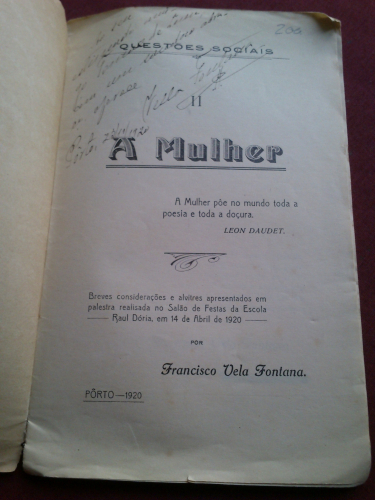 200
QUESTÕES SOCIAIS
II
A Mulher
A Mulher põe no mundo toda a
poesia e toda a doçura.
LEON DAUDET.
Breves considerações e alvitres apresentados em
palestra realisada no Salão de Festas da Escola
Raul Dória, em 14 de Abril de 1920
POR
Francisco Vela Fontana.
PÔRTO—1920